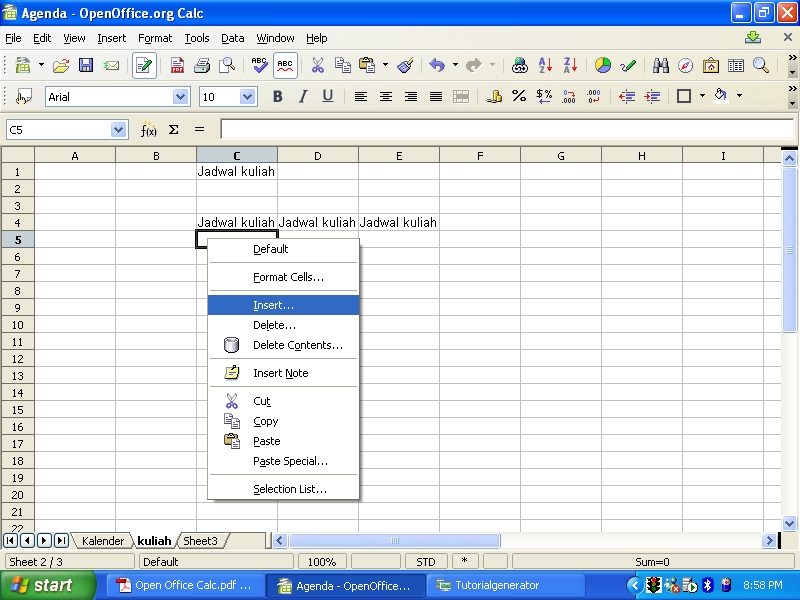 Agenda - OpenOffice.org Calc
File Edit View Insert Format Tools Data Window Help
ABC ABC
Arial 10 B I U % $%
C5 f(x) Σ =
A B C D E F G H I
1 Jadwal kuliah
2
3
4 Jadwal kuliah Jadwal kuliah Jadwal kuliah
5
6
7
8
9
10
11
12
13
14
15
16
17
18
19
20
21
22
Default
Format Cells...
Insert...
Delete...
Delete Contents...
Insert Note
Cut
Copy
Paste
Paste Special...
Selection List...
Kalender kuliah Sheet3
Sheet 2 / 3 Default 100% STD * Sum=0
start Open Office Calc.pdf ... Agenda - OpenOffice... Tutorialgenerator 8:58 PM